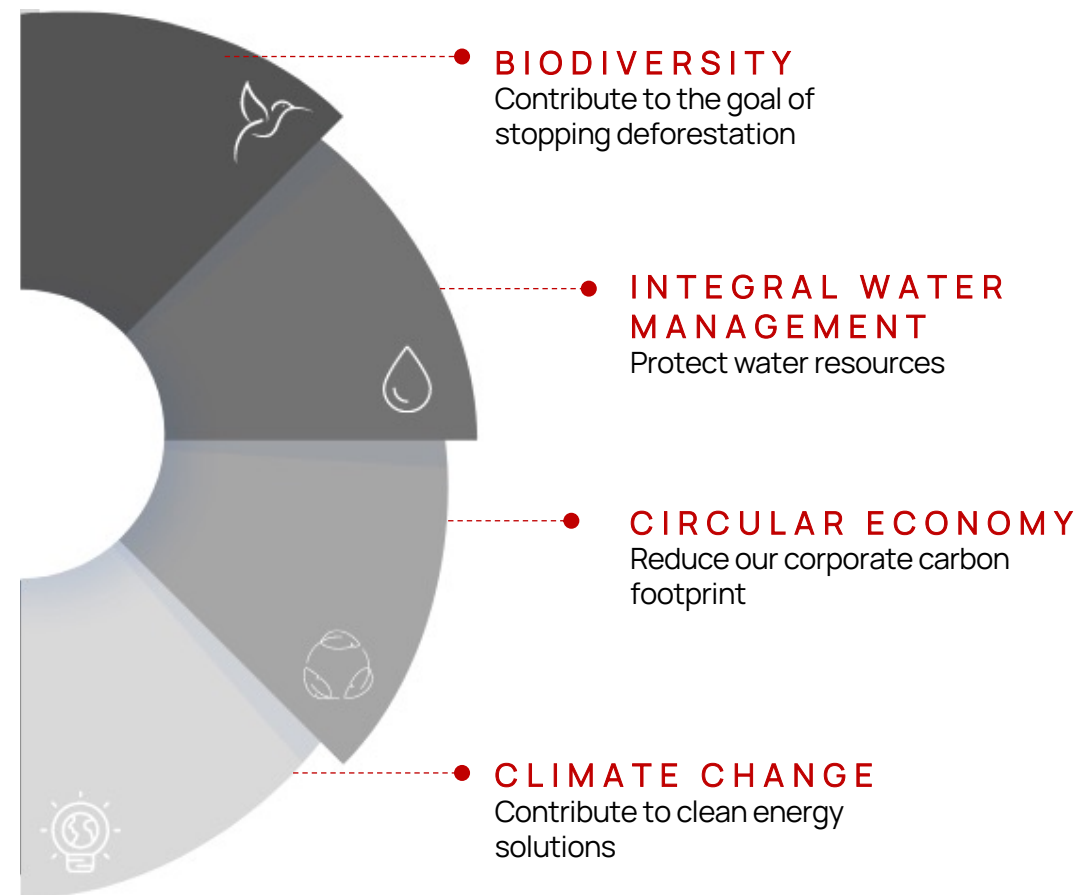 BIODIVERSITY
Contribute to the goal of
stopping deforestation
INTEGRAL WATER
MANAGEMENT
Protect water resources
CIRCULAR ECONOMY
Reduce our corporate carbon
footprint
CLIMATE CHANGE
Contribute to clean energy
solutions